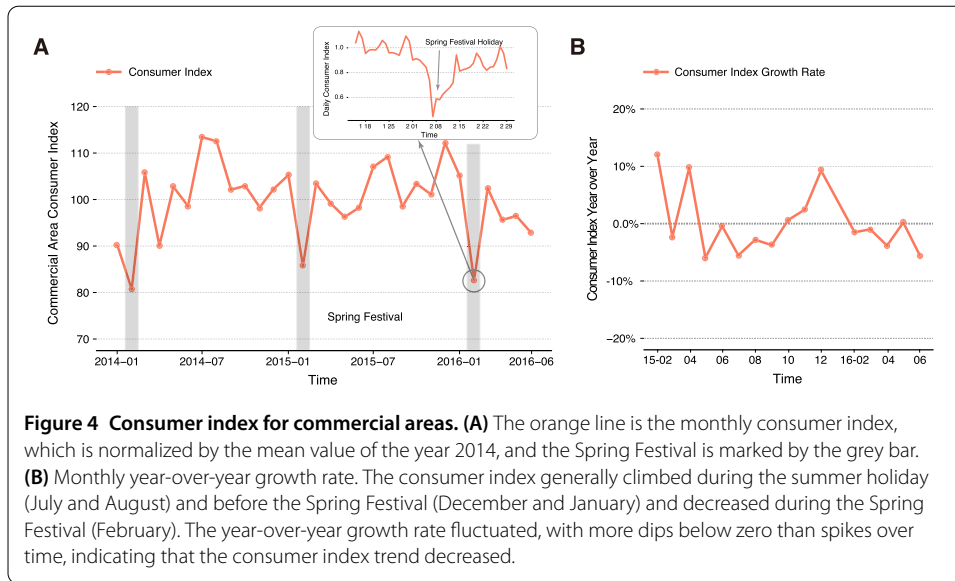 A
Consumer Index
Commercial Area Consumer Index
120
110
100
90
80
70
2014–01
2014–07
2015–01
2015–07
2016–01
2016–06
Time
Spring Festival
Daily Consumer Index
1.0
0.8
0.6
Spring Festival Holiday
1 18
1 25
2 01
2 08
2 15
2 22
2 29
Time
B
Consumer Index Growth Rate
Consumer Index Year over Year
20%
10%
0.0%
-10%
−20%
15-02
04
06
08
10
12
16-02
04
06
Time
Figure 4 Consumer index for commercial areas. (A) The orange line is the monthly consumer index,
which is normalized by the mean value of the year 2014, and the Spring Festival is marked by the grey bar.
(B) Monthly year-over-year growth rate. The consumer index generally climbed during the summer holiday
(July and August) and before the Spring Festival (December and January) and decreased during the Spring
Festival (February). The year-over-year growth rate fluctuated, with more dips below zero than spikes over
time, indicating that the consumer index trend decreased.